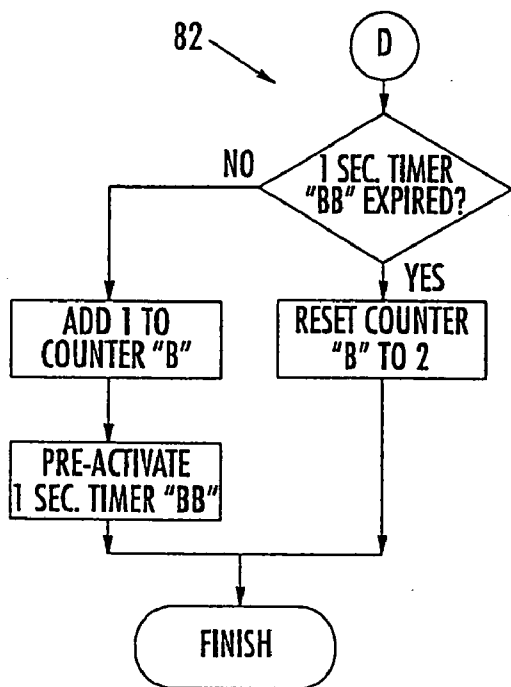 82
D
1 SEC. TIMER
"BB" EXPIRED?
NO
YES
ADD 1 TO
COUNTER "B"
RESET COUNTER
"B" TO 2
PRE-ACTIVATE
1 SEC. TIMER "BB"
FINISH